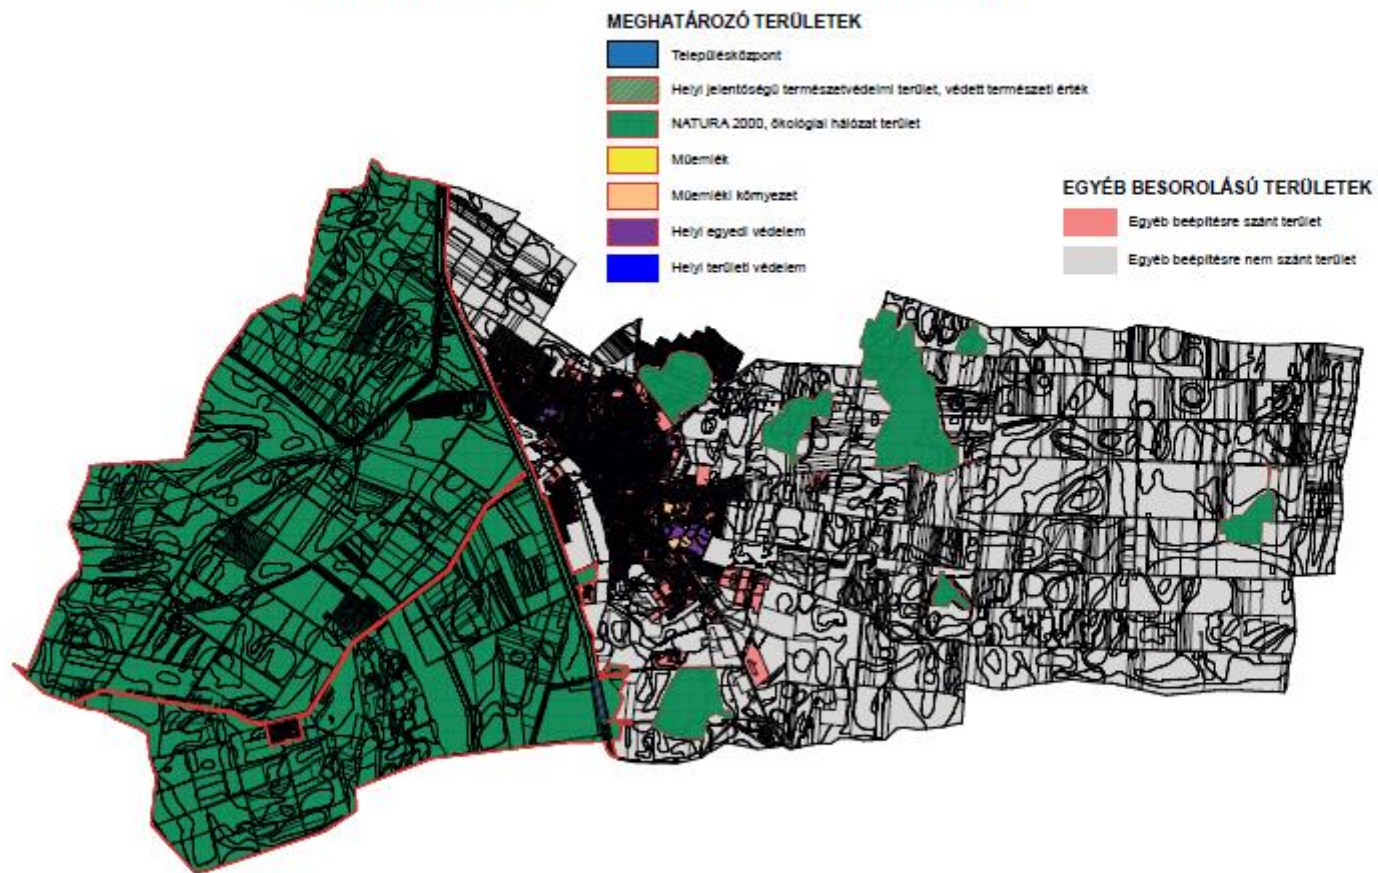 MEGHATÁROZÓ TERÜLETEK
Településközpont
Helyi jelentőségű természetvédelmi terület, védett természeti érték
NATURA 2000, ökológiai hálózat terület
Műemlék
Műemléki környezet
Helyi egyedi védelem
Helyi területi védelem
EGYÉB BESOROLÁSÚ TERÜLETEK
Egyéb beépítésre szánt terület
Egyéb beépítésre nem szánt terület